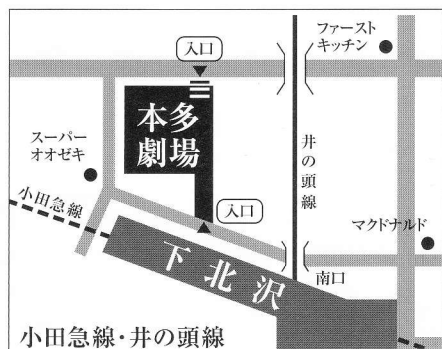 ファースト
キッチン
入口
本多
劇場
スーパー
オオゼキ
井の頭線
小田急線
入口
マクドナルド
下北沢
南口
小田急線・井の頭線